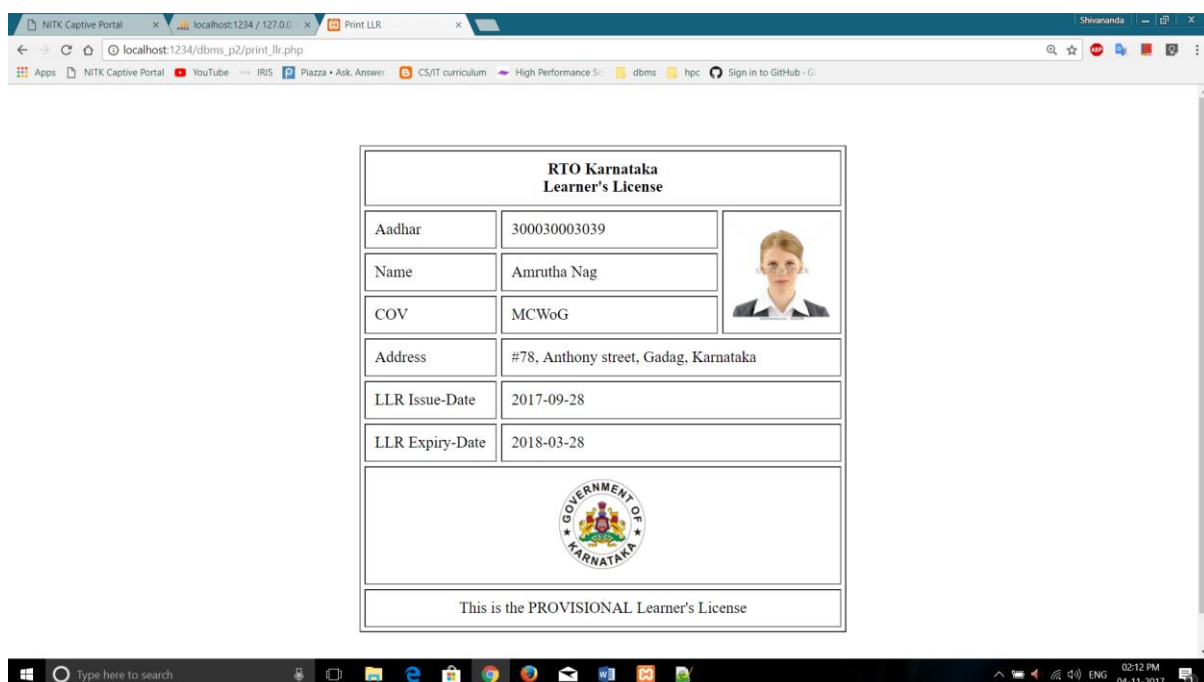 NITK Captive Portal
localhost:1234 / 127.0.0
Print LLR
Shivananda
localhost:1234/dbms_p2/print_llr.php
Apps
NITK Captive Portal
YouTube
IRIS
Piazza • Ask. Answer.
CS/IT curriculum
High Performance Sc
dbms
hpc
Sign in to GitHub · G
RTO Karnataka
Learner's License
Aadhar 300030003039
Name Amrutha Nag
COV MCWoG
Address #78, Anthony street, Gadag, Karnataka
LLR Issue-Date 2017-09-28
LLR Expiry-Date 2018-03-28
GOVERNMENT OF
KARNATAKA
This is the PROVISIONAL Learner's License
Type here to search
ENG
02:12 PM
04-11-2017